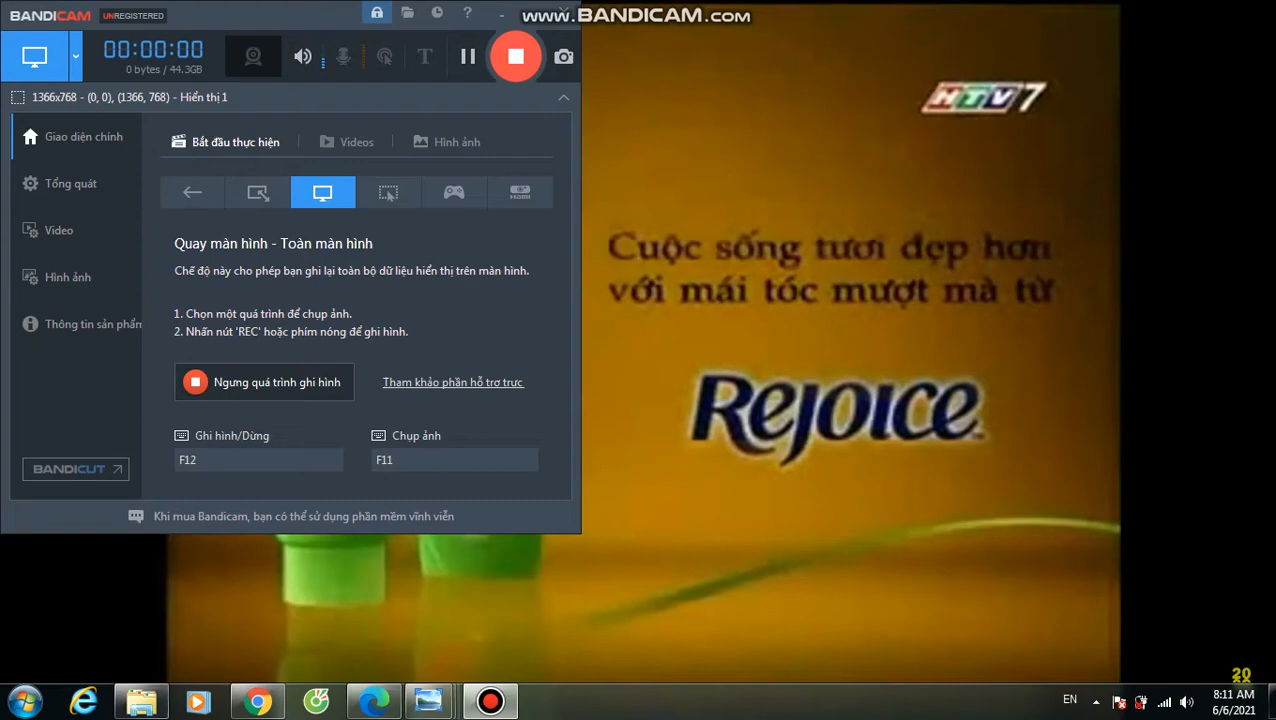 BANDICAM UNREGISTERED
www.BANDICAM.com
00:00:00
0 bytes / 44.3GB
T
1366x768 - (0, 0), (1366, 768) - Hiển thị 1
Giao diện chính
Tổng quát
Video
Hình ảnh
Thông tin sản phẩm
BANDICUT
Bắt đầu thực hiện
Videos
Hình ảnh
HDMI
Quay màn hình - Toàn màn hình
Chế độ này cho phép bạn ghi lại toàn bộ dữ liệu hiển thị trên màn hình.
1. Chọn một quá trình để chụp ảnh.
2. Nhấn nút 'REC' hoặc phím nóng để ghi hình.
Ngưng quá trình ghi hình
Tham khảo phần hỗ trợ trực
Ghi hình/Dừng
Chụp ảnh
F12
F11
Khi mua Bandicam, bạn có thể sử dụng phần mềm vĩnh viễn
HTV7
Cuộc sống tươi đẹp hơn
với mái tóc mượt mà từ
Rejoice
20
EN
8:11 AM
6/6/2021